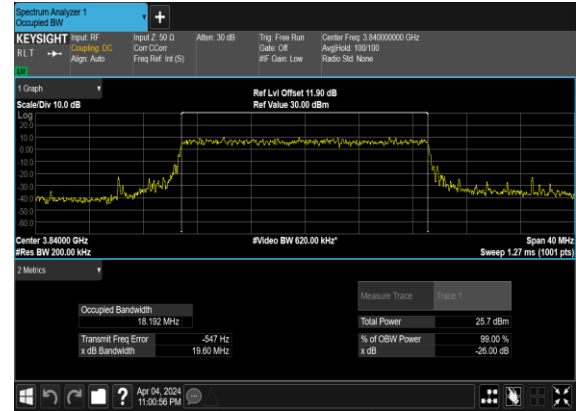 Spectrum Analyzer 1
Occupied BW
+
KEYSIGHT
RLT
Input: RF
Coupling: DC
Align: Auto
Input Z: 50 Ω
Corr CCorr
Freq Ref: Int (S)
Atten: 30 dB
Trig: Free Run
Gate: Off
#IF Gain: Low
Center Freq: 3.840000000 GHz
Avg|Hold: 100/100
Radio Std: None
1 Graph
Scale/Div 10.0 dB
Ref Lvl Offset 11.90 dB
Ref Value 30.00 dBm
Log
20.0
10.0
0.00
-10.0
-20.0
-30.0
-40.0
-50.0
-60.0
Center 3.84000 GHz
#Res BW 200.00 kHz
#Video BW 620.00 kHz*
Span 40 MHz
Sweep 1.27 ms (1001 pts)
2 Metrics
Measure Trace Trace 1
Occupied Bandwidth
18.192 MHz
Total Power 25.7 dBm
Transmit Freq Error -547 Hz
% of OBW Power 99.00 %
x dB Bandwidth 19.60 MHz
x dB -26.00 dB
?
Apr 04, 2024
11:00:56 PM